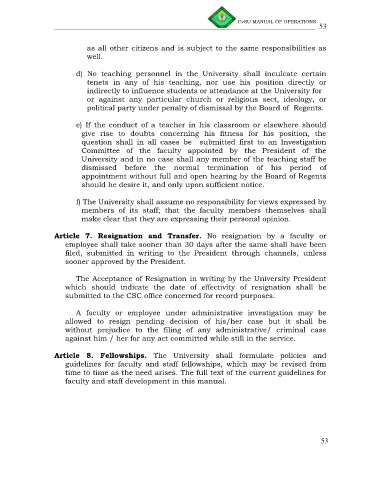 CvSU MANUAL OF OPERATIONS
53
as all other citizens and is subject to the same responsibilities as
well.
d) No teaching personnel in the University shall inculcate certain
tenets in any of his teaching, nor use his position directly or
indirectly to influence students or attendance at the University for
or against any particular church or religious sect, ideology, or
political party under penalty of dismissal by the Board of Regents.
e) If the conduct of a teacher in his classroom or elsewhere should
give rise to doubts concerning his fitness for his position, the
question shall in all cases be submitted first to an Investigation
Committee of the faculty appointed by the President of the
University and in no case shall any member of the teaching staff be
dismissed before the normal termination of his period of
appointment without full and open hearing by the Board of Regents
should he desire it, and only upon sufficient notice.
f) The University shall assume no responsibility for views expressed by
members of its staff; that the faculty members themselves shall
make clear that they are expressing their personal opinion.
Article 7. Resignation and Transfer. No resignation by a faculty or
employee shall take sooner than 30 days after the same shall have been
filed, submitted in writing to the President through channels, unless
sooner approved by the President.
The Acceptance of Resignation in writing by the University President
which should indicate the date of effectivity of resignation shall be
submitted to the CSC office concerned for record purposes.
A faculty or employee under administrative investigation may be
allowed to resign pending decision of his/her case but it shall be
without prejudice to the filing of any administrative/ criminal case
against him / her for any act committed while still in the service.
Article 8. Fellowships. The University shall formulate policies and
guidelines for faculty and staff fellowships, which may be revised from
time to time as the need arises. The full text of the current guidelines for
faculty and staff development in this manual.
53